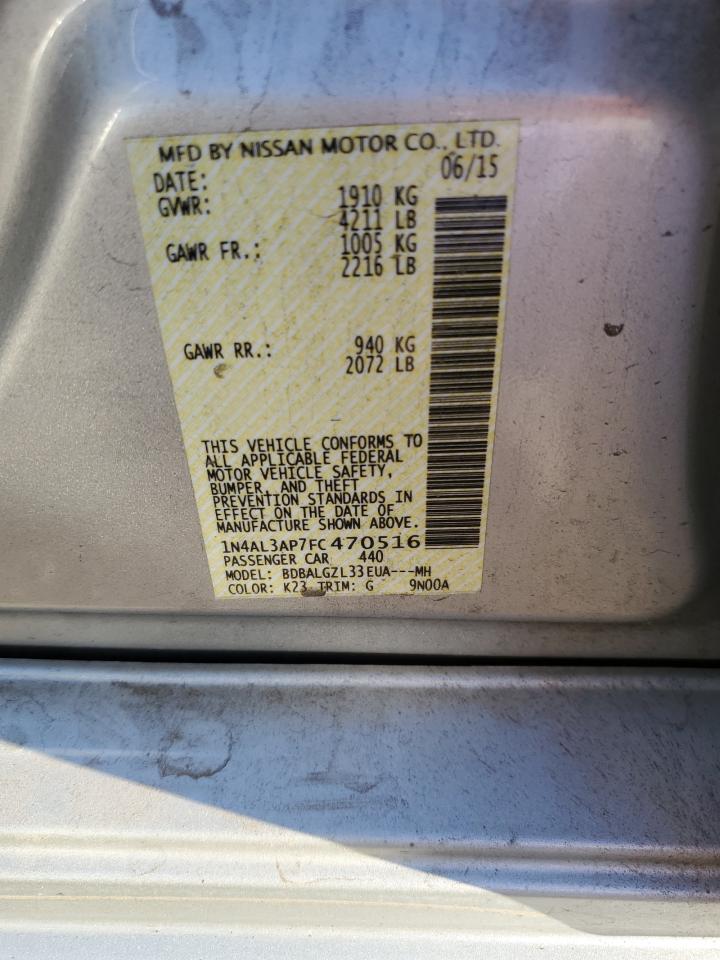 MFD BY NISSAN MOTOR CO., LTD.
DATE: 06/15
GVWR: 1910 KG
4211 LB
GAWR FR.: 1005 KG
2216 LB
GAWR RR.: 940 KG
2072 LB
THIS VEHICLE CONFORMS TO
ALL APPLICABLE FEDERAL
MOTOR VEHICLE SAFETY,
BUMPER, AND THEFT
PREVENTION STANDARDS IN
EFFECT ON THE DATE OF
MANUFACTURE SHOWN ABOVE.
1N4AL3AP7FC470516
PASSENGER CAR 440
MODEL: BDBALGZL33EUA---MH
COLOR: K23 TRIM: G 9N00A